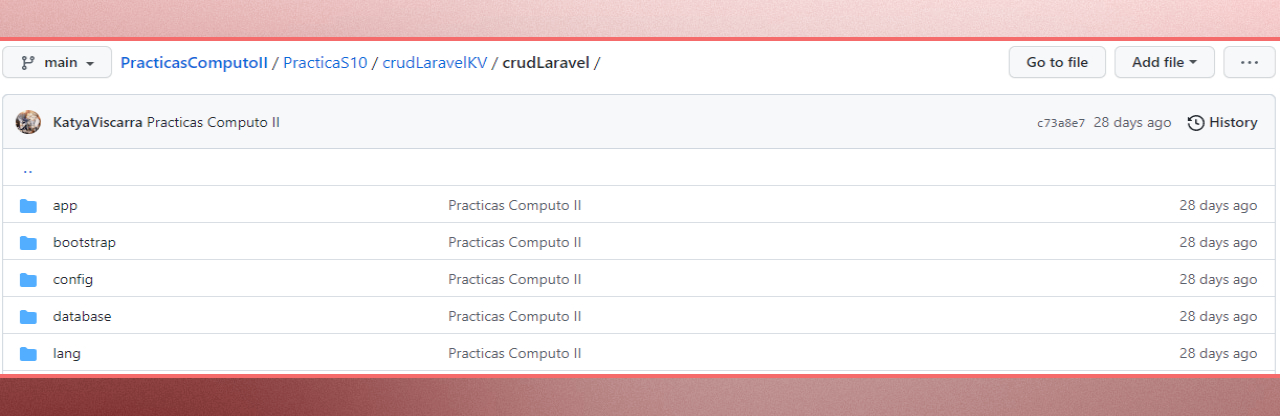 main PracticasComputoII / PracticaS10 / crudLaravelKV / crudLaravel / Go to file Add file ...
KatyaViscarra Practicas Computo II c73a8e7 28 days ago History
..
app Practicas Computo II 28 days ago
bootstrap Practicas Computo II 28 days ago
config Practicas Computo II 28 days ago
database Practicas Computo II 28 days ago
lang Practicas Computo II 28 days ago